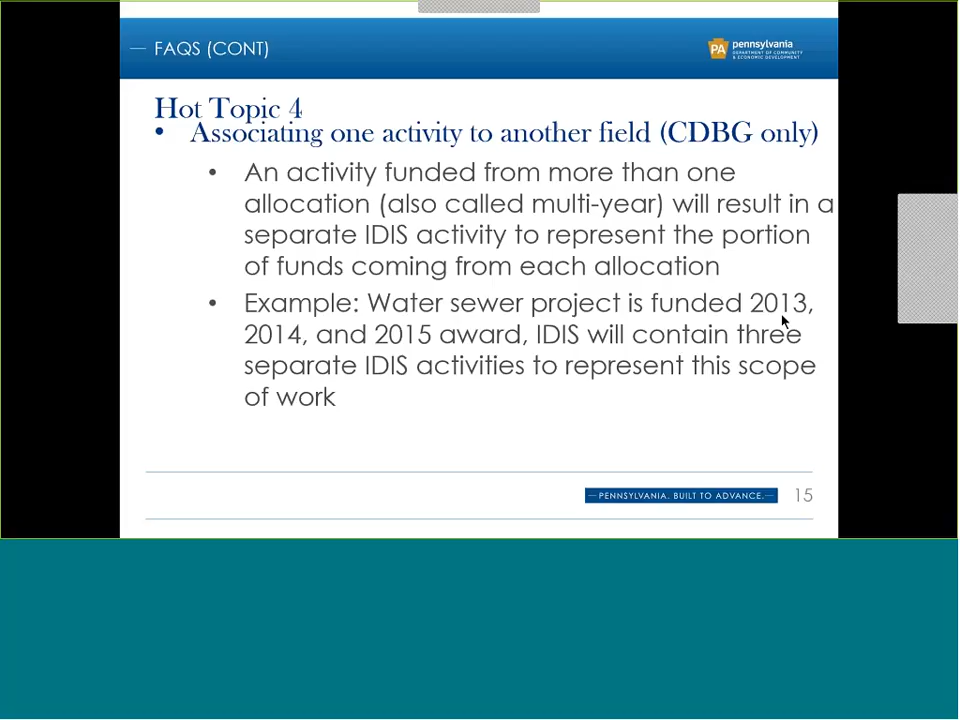 FAQS (CONT)
PA
pennsylvania
DEPARTMENT OF COMMUNITY
& ECONOMIC DEVELOPMENT
Hot Topic 4
• Associating one activity to another field (CDBG only)
• An activity funded from more than one
allocation (also called multi-year) will result in a
separate IDIS activity to represent the portion
of funds coming from each allocation
• Example: Water sewer project is funded 2013,
2014, and 2015 award, IDIS will contain three
separate IDIS activities to represent this scope
of work
PENNSYLVANIA. BUILT TO ADVANCE.
15